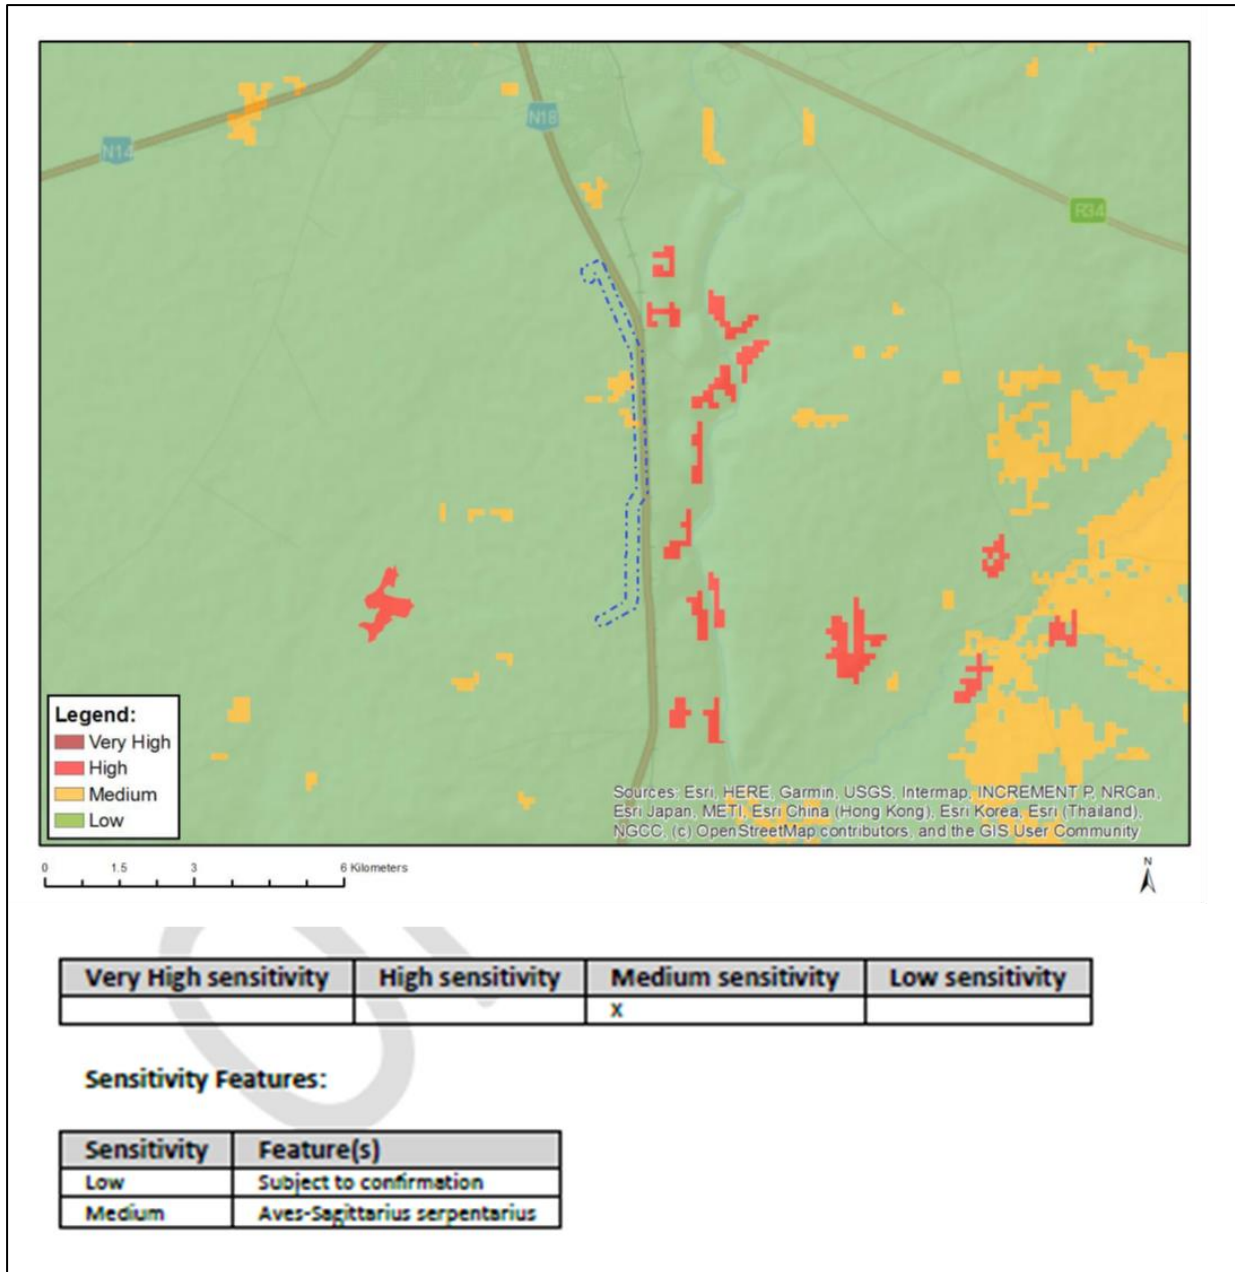 N14
N18
R34
Legend:
Very High
High
Medium
Low
Sources: Esri, HERE, Garmin, USGS, Intermap, INCREMENT P, NRCan,
Esri Japan, METI, Esri China (Hong Kong), Esri Korea, Esri (Thailand),
NGCC, (c) OpenStreetMap contributors, and the GIS User Community
0 1.5 3 6 Kilometers
N
Very High sensitivity High sensitivity Medium sensitivity Low sensitivity
X
Sensitivity Features:
Sensitivity Feature(s)
Low Subject to confirmation
Medium Aves-Sagittarius serpentarius